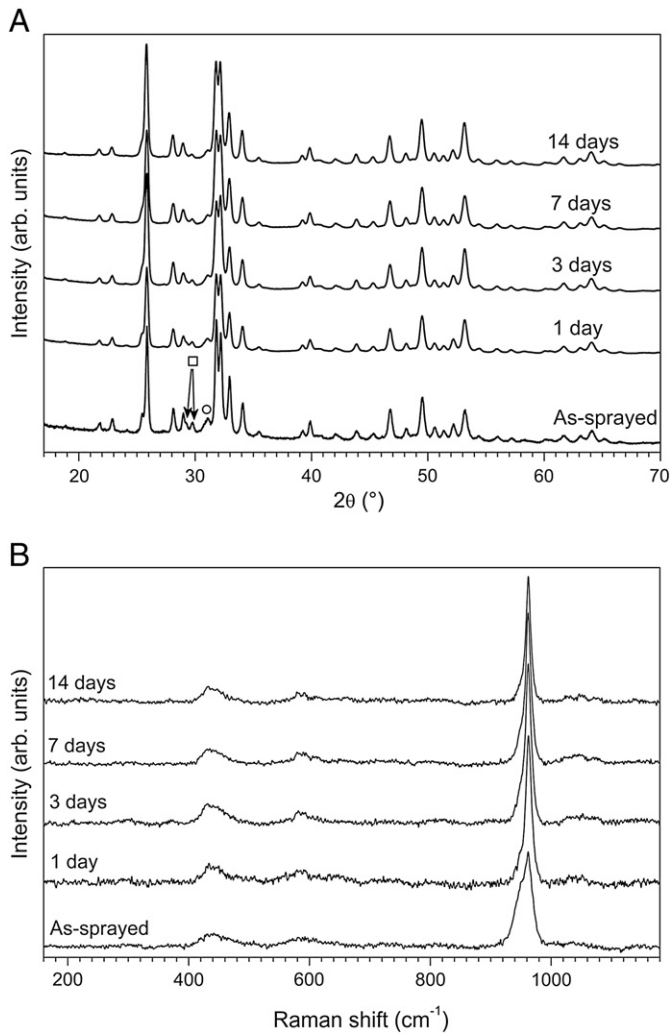 A
Intensity (arb. units)
14 days
7 days
3 days
1 day
As-sprayed
20 30 40 50 60 70
2θ (°)
B
Intensity (arb. units)
14 days
7 days
3 days
1 day
As-sprayed
200 400 600 800 1000
Raman shift (cm⁻¹)